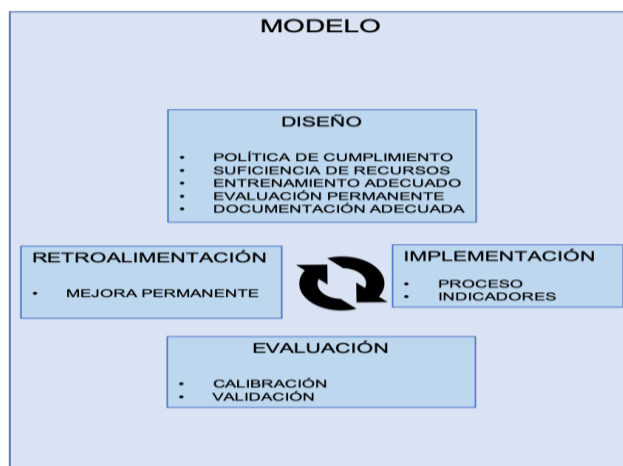 MODELO
DISEÑO
• POLÍTICA DE CUMPLIMIENTO
• SUFICIENCIA DE RECURSOS
• ENTRENAMIENTO ADECUADO
• EVALUACIÓN PERMANENTE
• DOCUMENTACIÓN ADECUADA
RETROALIMENTACIÓN
• MEJORA PERMANENTE
IMPLEMENTACIÓN
• PROCESO
• INDICADORES
EVALUACIÓN
• CALIBRACIÓN
• VALIDACIÓN